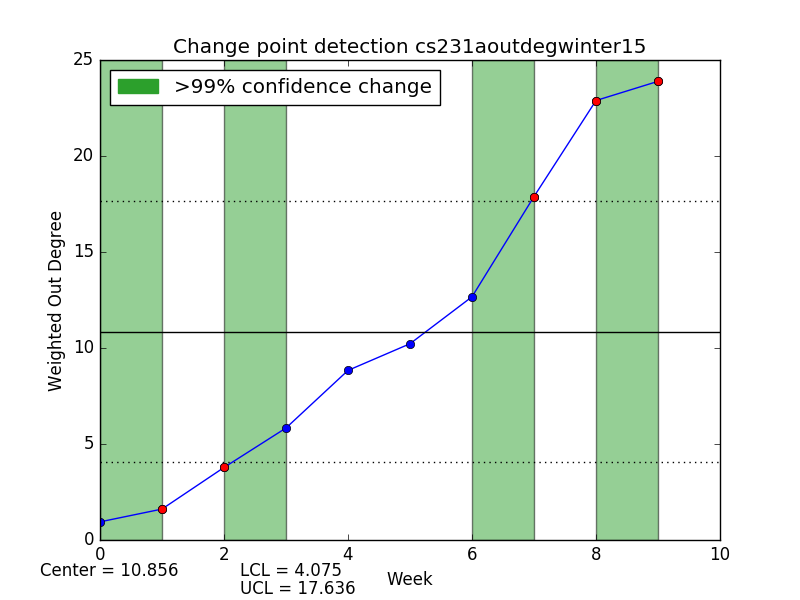 Change point detection cs231aoutdegwinter15
>99% confidence change
25
20
15
10
5
0
Weighted Out Degree
0 2 4 6 8 10
Center = 10.856 LCL = 4.075
Week
UCL = 17.636